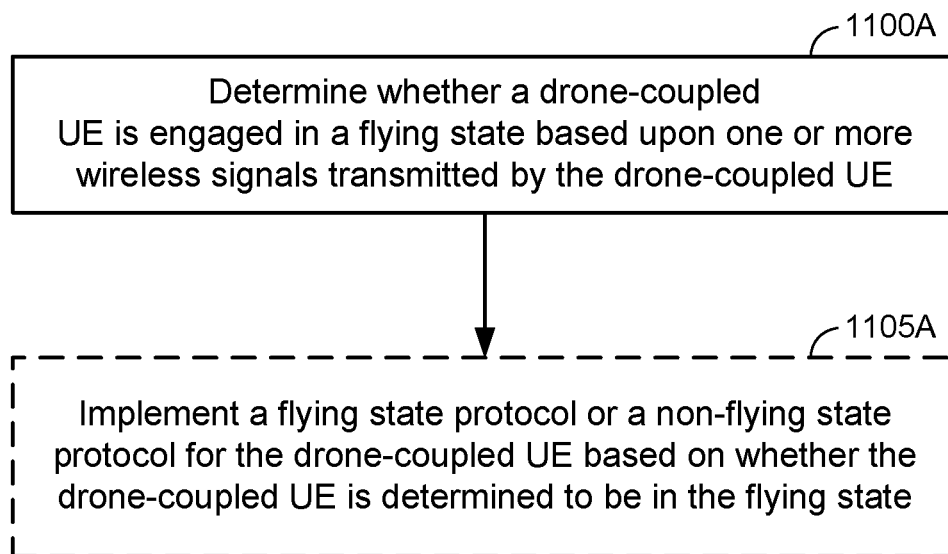 1100A
Determine whether a drone-coupled
UE is engaged in a flying state based upon one or more
wireless signals transmitted by the drone-coupled UE
1105A
Implement a flying state protocol or a non-flying state
protocol for the drone-coupled UE based on whether the
drone-coupled UE is determined to be in the flying state